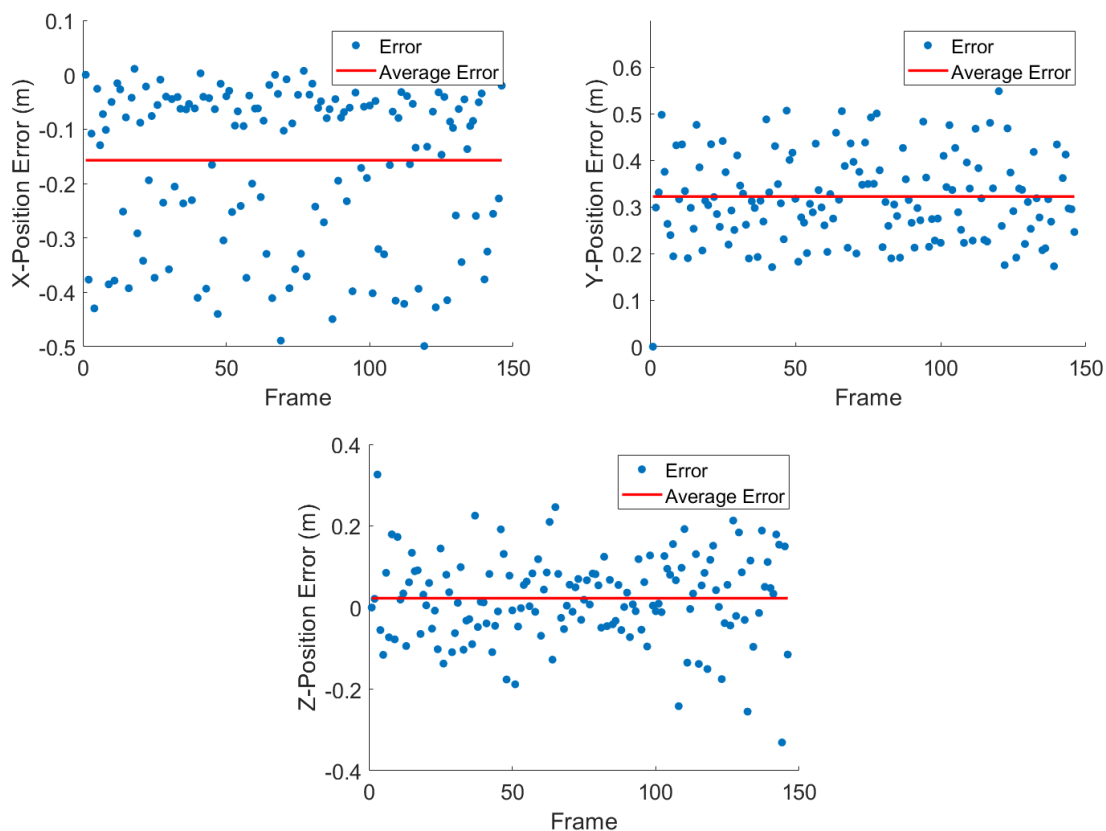 0.1
0
-0.1
-0.2
-0.3
-0.4
-0.5
X-Position Error (m)
0
50
100
150
Frame
Error
Average Error
0.6
0.5
0.4
0.3
0.2
0.1
0
Y-Position Error (m)
0
50
100
150
Frame
Error
Average Error
0.4
0.2
0
-0.2
-0.4
Z-Position Error (m)
0
50
100
150
Frame
Error
Average Error